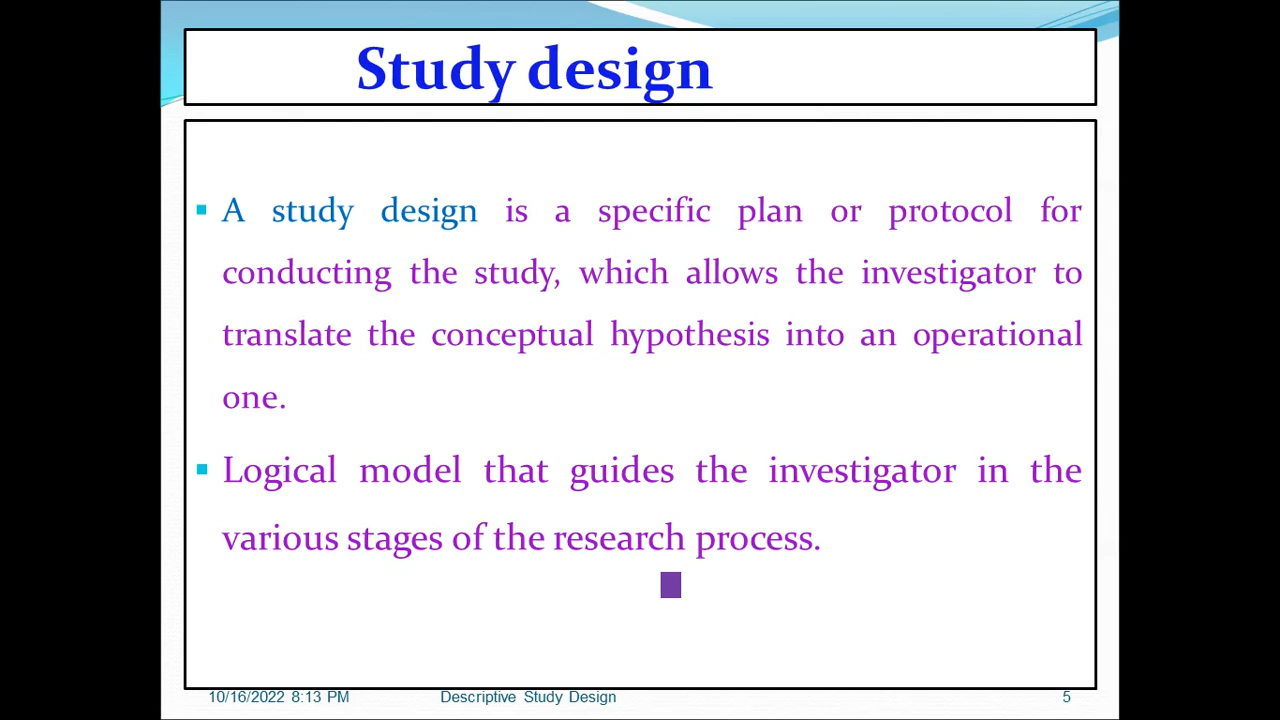 Study design
A study design is a specific plan or protocol for
conducting the study, which allows the investigator to
translate the conceptual hypothesis into an operational
one.
Logical model that guides the investigator in the
various stages of the research process.
10/16/2022 8:13 PM Descriptive Study Design 5